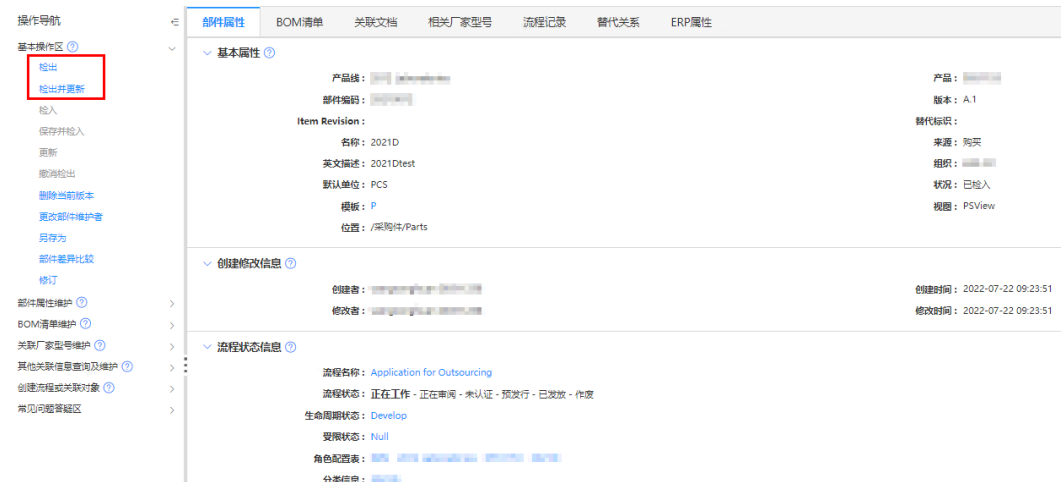 操作导航
基本操作区
检出
检出并更新
检入
保存并检入
更新
撤消检出
删除当前版本
更改部件维护者
另存为
部件差异比较
修订
部件属性维护
BOM清单维护
关联厂家型号维护
其他关联信息查询及维护
创建流程或关联对象
常见问题答疑区
部件属性 BOM清单 关联文档 相关厂家型号 流程记录 替代关系 ERP属性
基本属性
产品线： 产品：
部件编码： 版本： A.1
Item Revision： 替代标识：
名称： 2021D 来源： 购买
英文描述： 2021Dtest 组织：
默认单位： PCS 状况： 已检入
模板： P 视图： PSView
位置： /采购件/Parts
创建修改信息
创建者： 创建时间： 2022-07-22 09:23:51
修改者： 修改时间： 2022-07-22 09:23:51
流程状态信息
流程名称： Application for Outsourcing
流程状态： 正在工作 - 正在审阅 - 未认证 - 预发行 - 已发放 - 作废
生命周期状态： Develop
受限状态： Null
角色配置表：
分类信息：